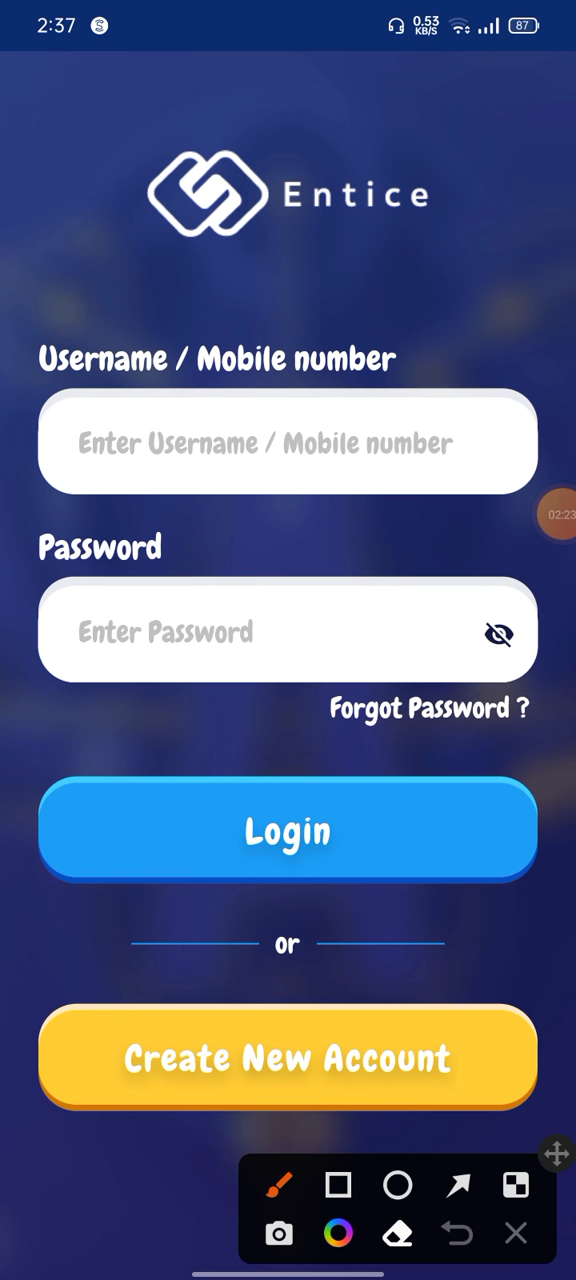 2:37 S 0.53 KB/S 87
Entice
Username / Mobile number
Enter Username / Mobile number
02:23
Password
Enter Password
Forgot Password ?
Login
or
Create New Account